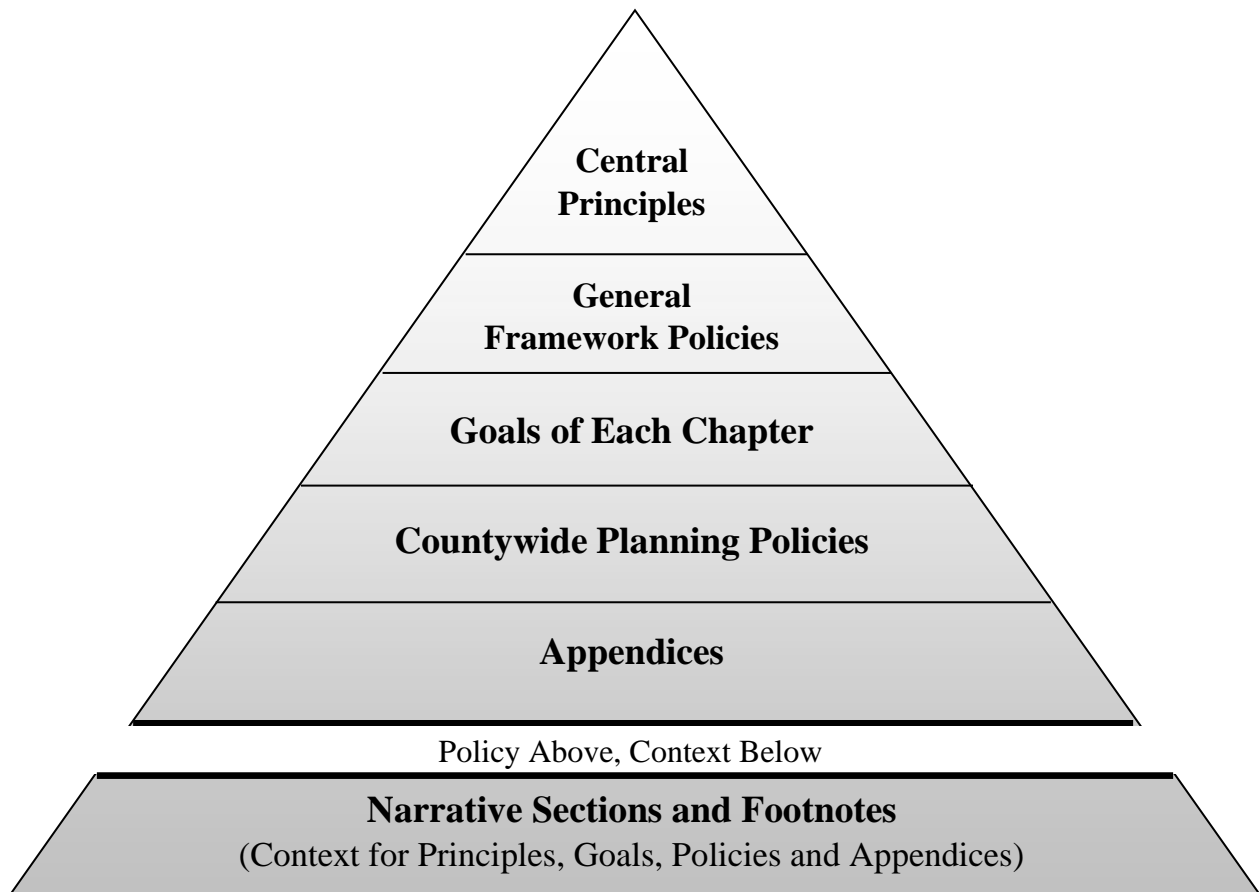 Central
Principles
General
Framework Policies
Goals of Each Chapter
Countywide Planning Policies
Appendices
Policy Above, Context Below
Narrative Sections and Footnotes
(Context for Principles, Goals, Policies and Appendices)